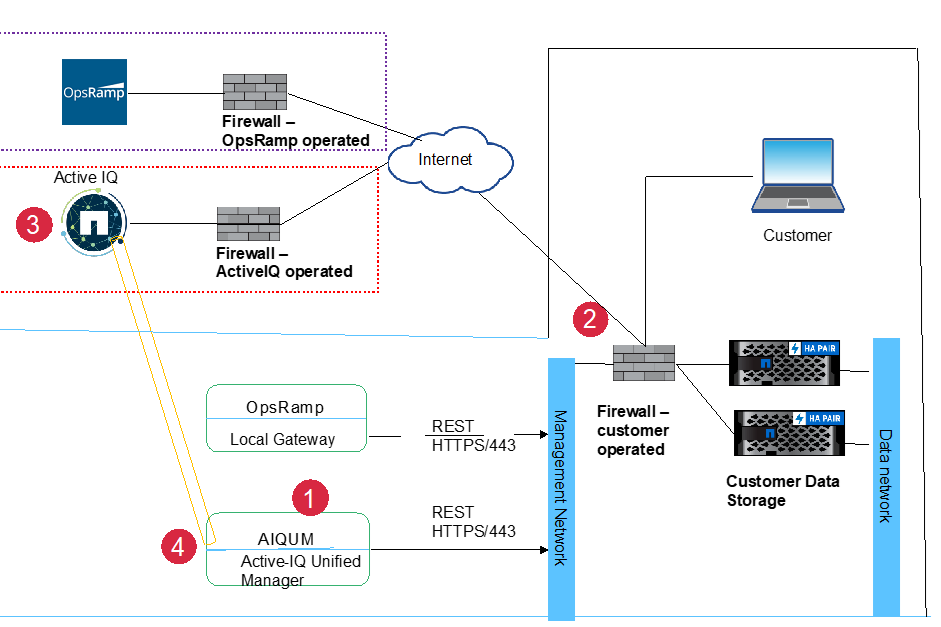 OpsRamp
Firewall –
OpsRamp operated
Internet
Active IQ
3
Firewall –
ActiveIQ operated
Customer
2
HA PAIR
HA PAIR
Firewall –
customer
operated
Customer Data
Storage
Management Network
Data network
OpsRamp
Local Gateway
REST
HTTPS/443
1
REST
HTTPS/443
4
AIQUM
Active-IQ Unified
Manager